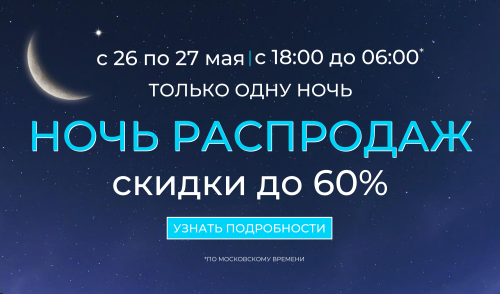 с 26 по 27 мая|с 18:00 до 06:00*
ТОЛЬКО ОДНУ НОЧЬ
НОЧЬ РАСПРОДАЖ
скидки до 60%
УЗНАТЬ ПОДРОБНОСТИ
*ПО МОСКОВСКОМУ ВРЕМЕНИ